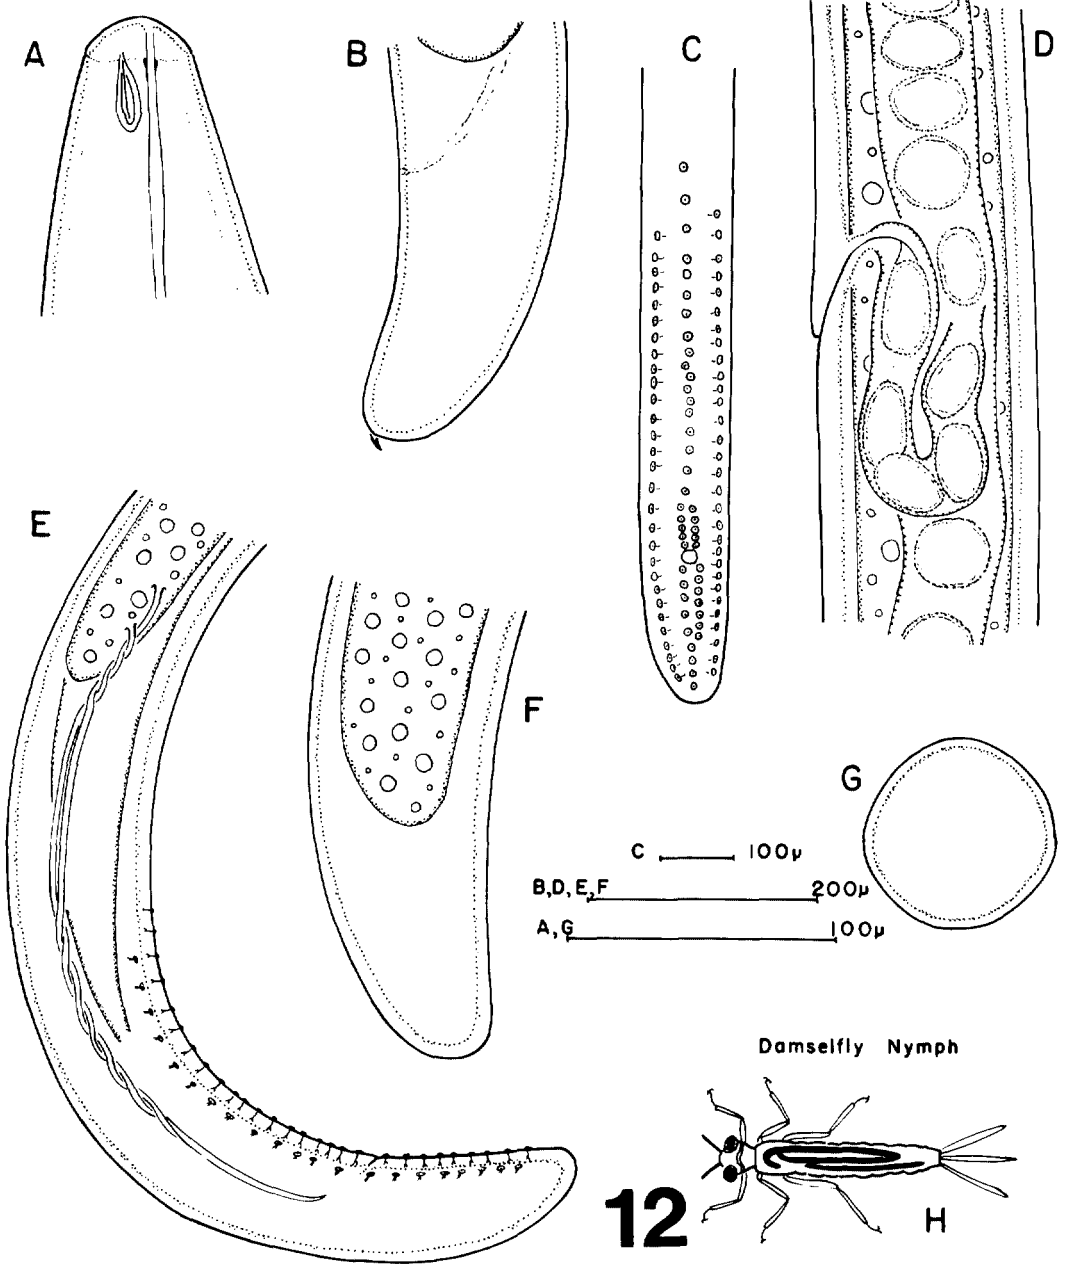 A
B
C
D
E
F
G
C 100μ
B,D,E,F 200μ
A,G 100μ
Damselfly Nymph
12
H